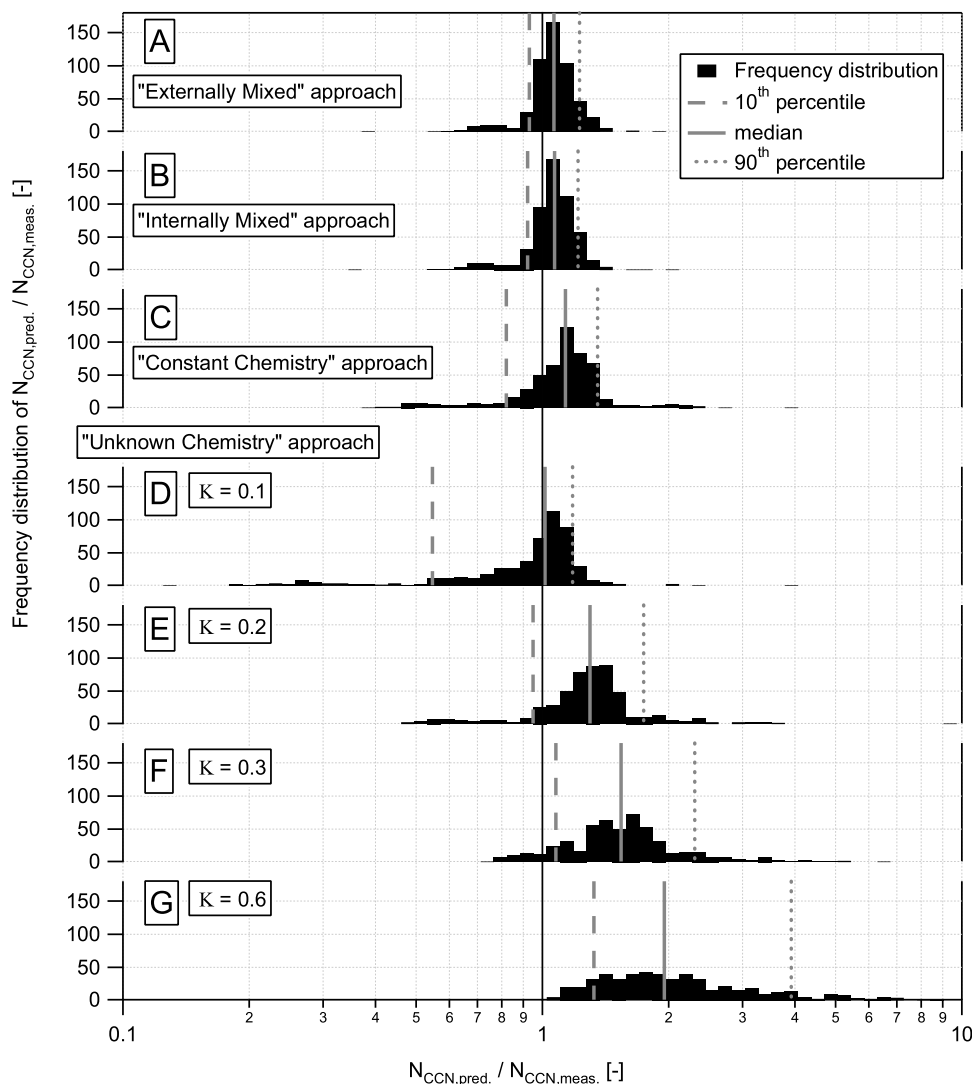 Frequency distribution of N_CCN,pred. / N_CCN,meas. [-]
150
100
50
0
A
"Externally Mixed" approach
Frequency distribution
10th percentile
median
90th percentile
150
100
50
0
B
"Internally Mixed" approach
150
100
50
0
C
"Constant Chemistry" approach
"Unknown Chemistry" approach
150
100
50
0
D
K = 0.1
150
100
50
0
E
K = 0.2
150
100
50
0
F
K = 0.3
150
100
50
0
G
K = 0.6
2 3 4 5 6 7 8 9 2 3 4 5 6 7 8 9
0.1 1 10
N_CCN,pred. / N_CCN,meas. [-]